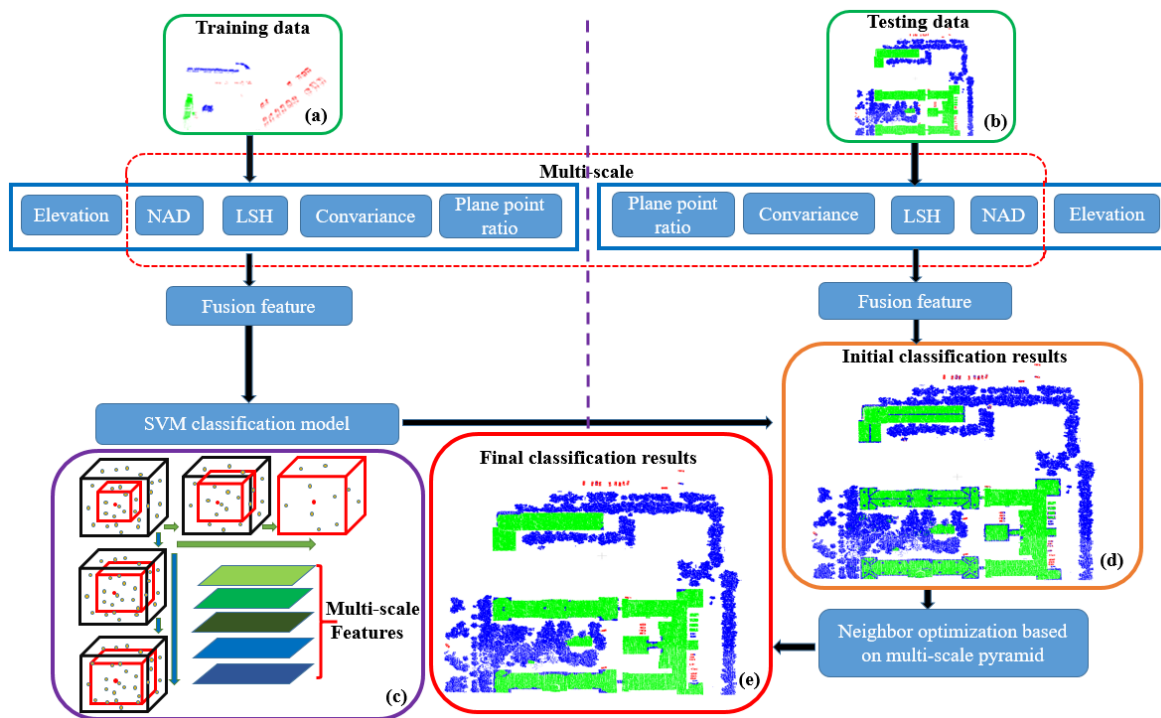 Training data
(a)
Testing data
(b)
Multi-scale
Elevation
NAD
LSH
Convariance
Plane point
ratio
Plane point
ratio
Convariance
LSH
NAD
Elevation
Fusion feature
Fusion feature
SVM classification model
Initial classification results
(d)
Multi-scale
Features
(c)
Final classification results
(e)
Neighbor optimization based
on multi-scale pyramid